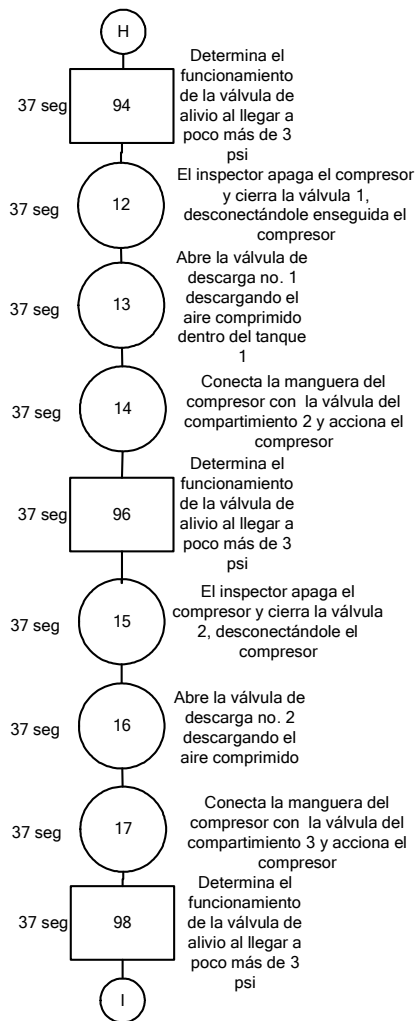 H
Determina el
funcionamiento
de la válvula de
alivio al llegar a
poco más de 3
psi
37 seg
94
El inspector apaga el compresor
y cierra la válvula 1,
desconectándole enseguida el
compresor
37 seg
12
Abre la válvula de
descarga no. 1
descargando el
aire comprimido
dentro del tanque
1
37 seg
13
Conecta la manguera del
compresor con la válvula del
compartimiento 2 y acciona el
compresor
37 seg
14
Determina el
funcionamiento
de la válvula de
alivio al llegar a
poco más de 3
psi
37 seg
96
El inspector apaga el
compresor y cierra la válvula
2, desconectándole el
compresor
37 seg
15
Abre la válvula de
descarga no. 2
descargando el
aire comprimido
37 seg
16
Conecta la manguera del
compresor con la válvula del
compartimiento 3 y acciona el
compresor
37 seg
17
Determina el
funcionamiento
de la válvula de
alivio al llegar a
poco más de 3
psi
37 seg
98
I